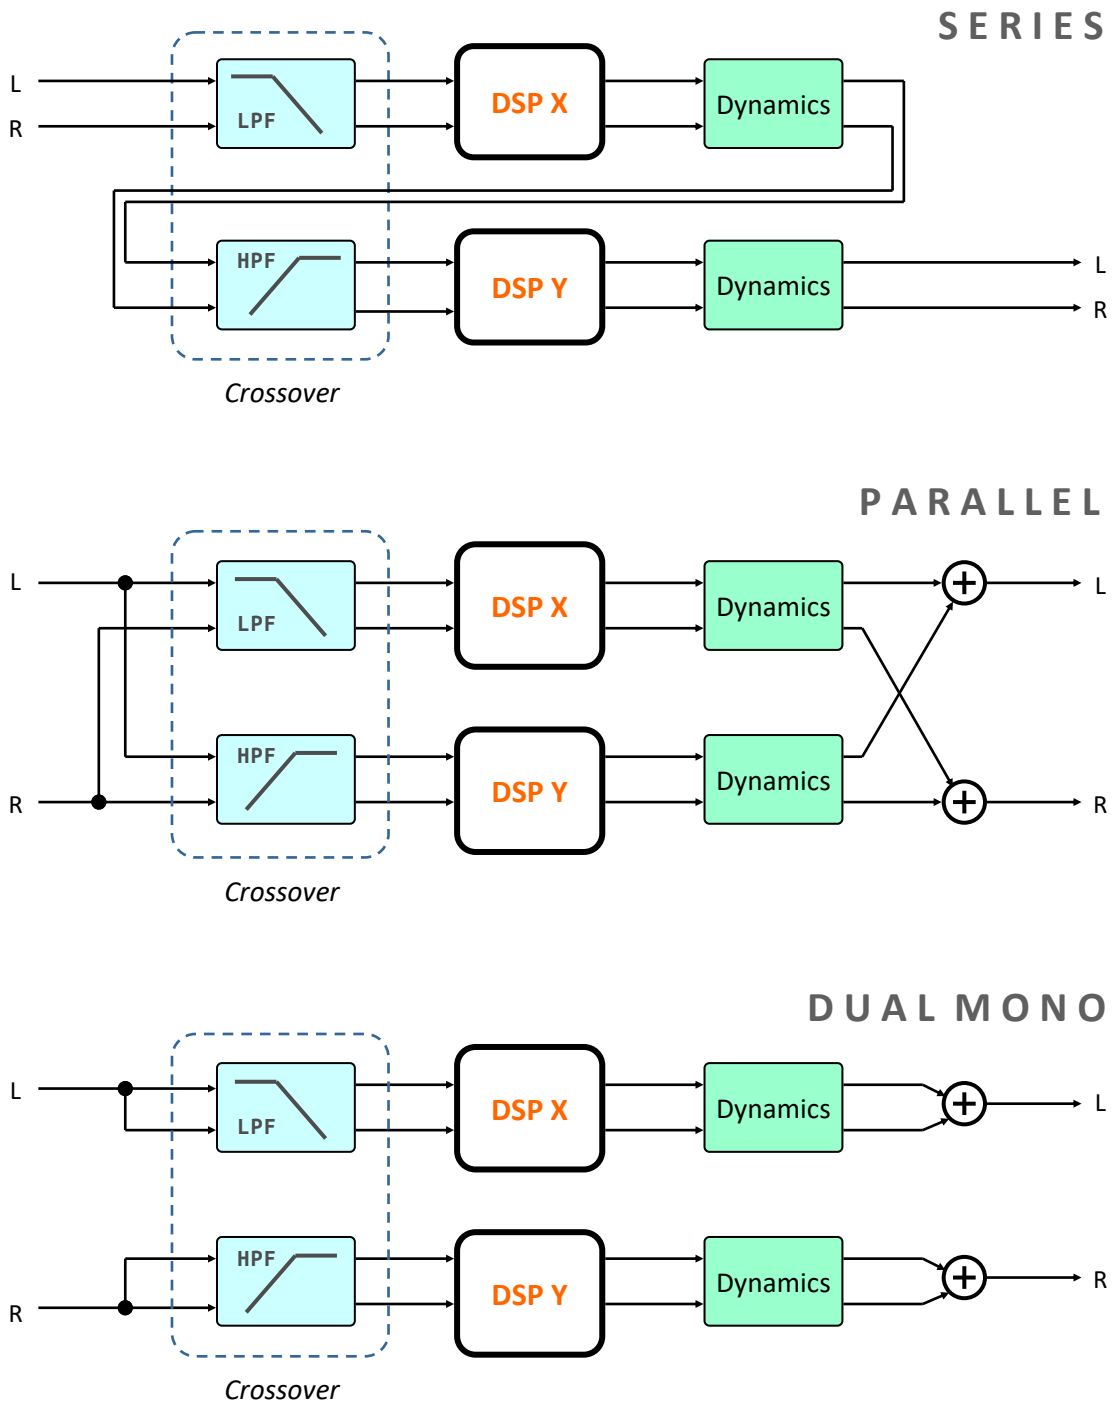 SERIES
L
R
LPF
DSP X
Dynamics
HPF
DSP Y
Dynamics
L
R
Crossover
PARALLEL
L
LPF
DSP X
Dynamics
L
HPF
DSP Y
Dynamics
R
R
Crossover
DUAL MONO
L
LPF
DSP X
Dynamics
L
HPF
DSP Y
Dynamics
R
R
Crossover